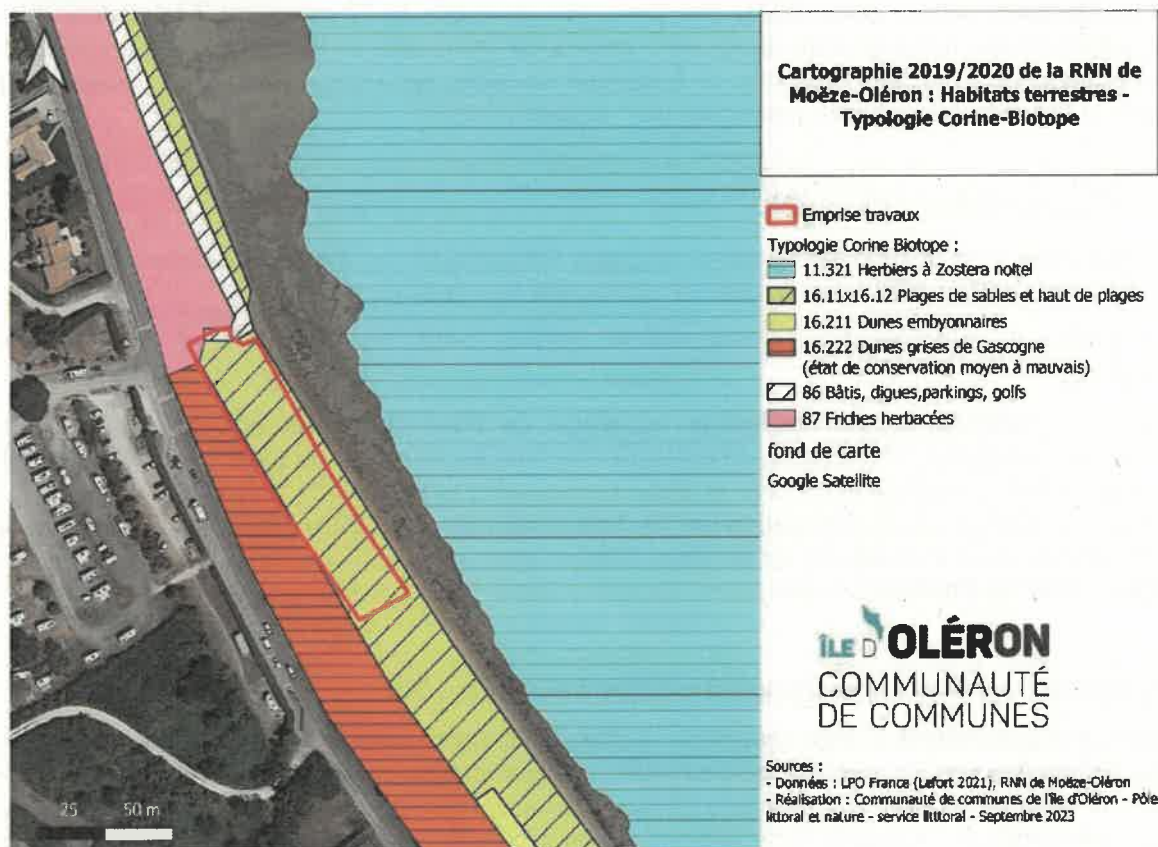 Cartographie 2019/2020 de la RNN de
Moëze-Oléron : Habitats terrestres -
Typologie Corine-Biotope
Emprise travaux
Typologie Corine Biotope :
11.321 Herbiers à Zostera noltei
16.11x16.12 Plages de sables et haut de plages
16.211 Dunes embyonnaires
16.222 Dunes grises de Gascogne
(état de conservation moyen à mauvais)
86 Bâtis, digues,parkings, golfs
87 Friches herbacées
fond de carte
Google Satellite
ÎLE D'OLÉRON
COMMUNAUTÉ
DE COMMUNES
Sources :
- Données : LPO France (Lefort 2021), RNN de Moëze-Oléron
- Réalisation : Communauté de communes de l'île d'Oléron - Pôle
littoral et nature - service littoral - Septembre 2023
25 50 m